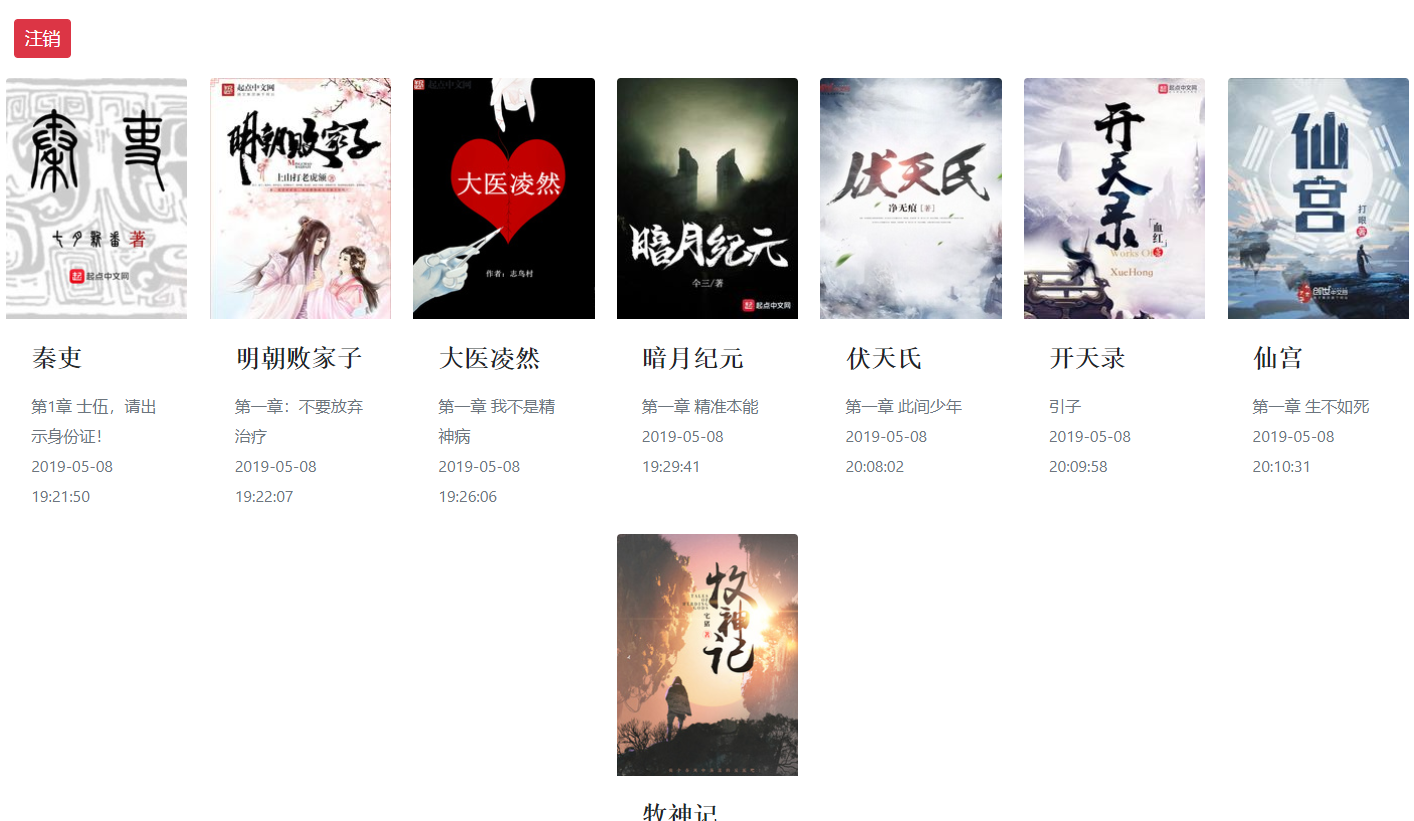 注销
秦吏
七夕新番著
起点中文网
起点中文网
明朝败家子
上山打老虎额 著
起点中文网
大医凌然
作者：志鸟村
暗月纪元
仐三/著
起点中文网
伏天氏
净无痕[著]
起点中文网
开天录
「血红」著
Works Of
XueHong
仙宫
打眼著
创世中文网
秦吏
明朝败家子
大医凌然
暗月纪元
伏天氏
开天录
仙宫
第1章 士伍，请出
示身份证！
2019-05-08
19:21:50
第一章：不要放弃
治疗
2019-05-08
19:22:07
第一章 我不是精
神病
2019-05-08
19:26:06
第一章 精准本能
2019-05-08
19:29:41
第一章 此间少年
2019-05-08
20:08:02
引子
2019-05-08
20:09:58
第一章 生不如死
2019-05-08
20:10:31
牧神记
TALES
OF
HERDING
GODS
宅猪 著
牧神记